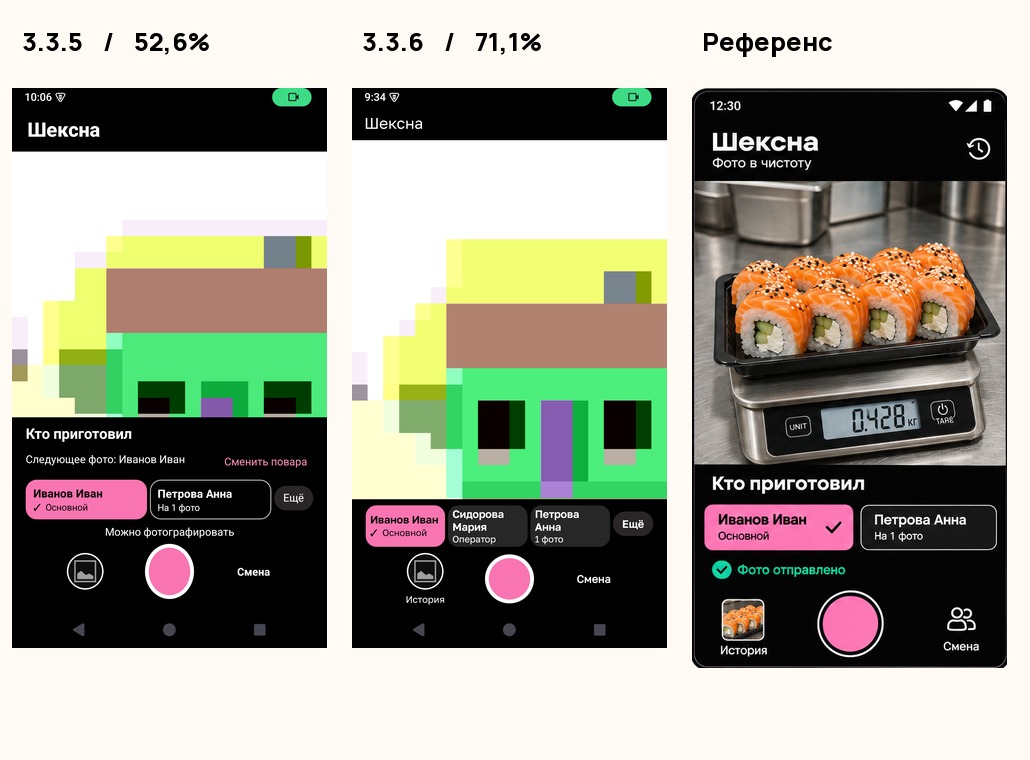 3.3.5 / 52,6%
10:06
Шексна
Кто приготовил
Следующее фото: Иванов Иван
Сменить повара
Иванов Иван
✓ Основной
Петрова Анна
На 1 фото
Ещё
Можно фотографировать
Смена
3.3.6 / 71,1%
9:34
Шексна
Иванов Иван
✓ Основной
Сидорова
Мария
Оператор
Петрова
Анна
1 фото
Ещё
Смена
История
Референс
12:30
Шексна
Фото в чистоту
UNIT
0.428 кг
TARE
Кто приготовил
Иванов Иван
Основной
Петрова Анна
На 1 фото
Фото отправлено
История
Смена